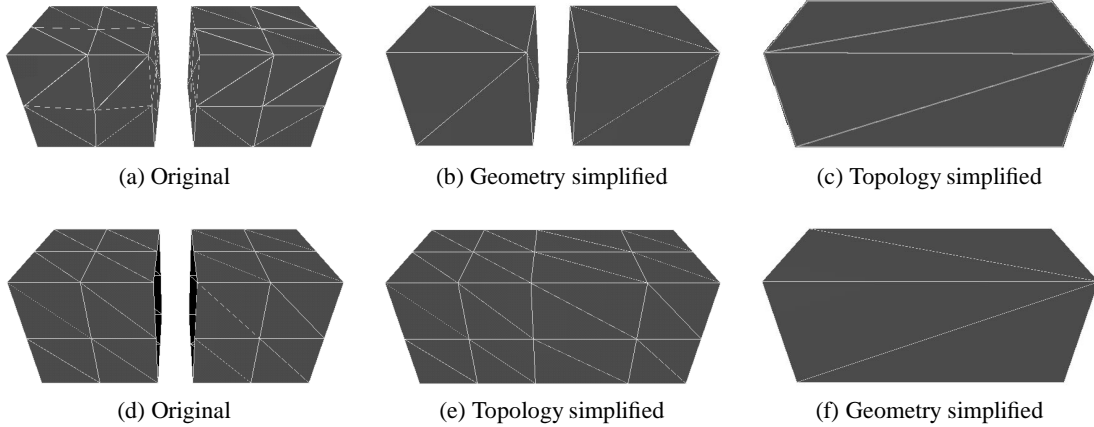 (a) Original
(b) Geometry simplified
(c) Topology simplified
(d) Original
(e) Topology simplified
(f) Geometry simplified